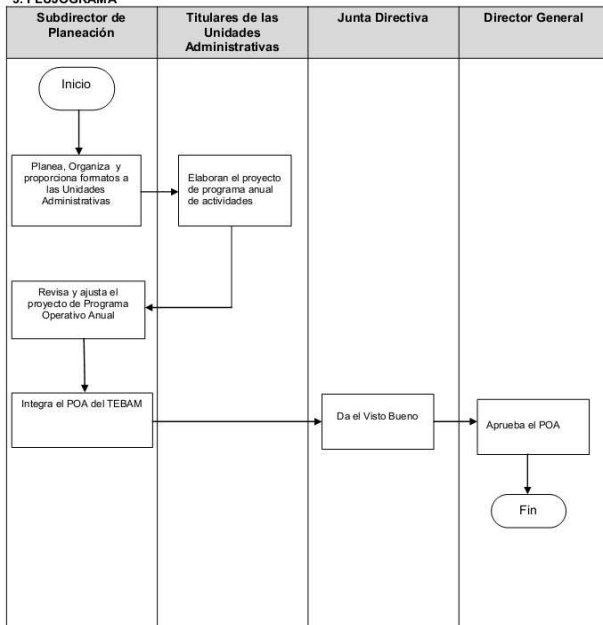 5. FLUJOGRAMA
Subdirector de
Planeación
Titulares de las
Unidades
Administrativas
Junta Directiva
Director General
Inicio
Planea, Organiza y
proporciona formatos a
las Unidades
Administrativas
Elaboran el proyecto
de programa anual
de actividades
Revisa y ajusta el
proyecto de Programa
Operativo Anual
Integra el POA del TEBAM
Da el Visto Bueno
Aprueba el POA
Fin